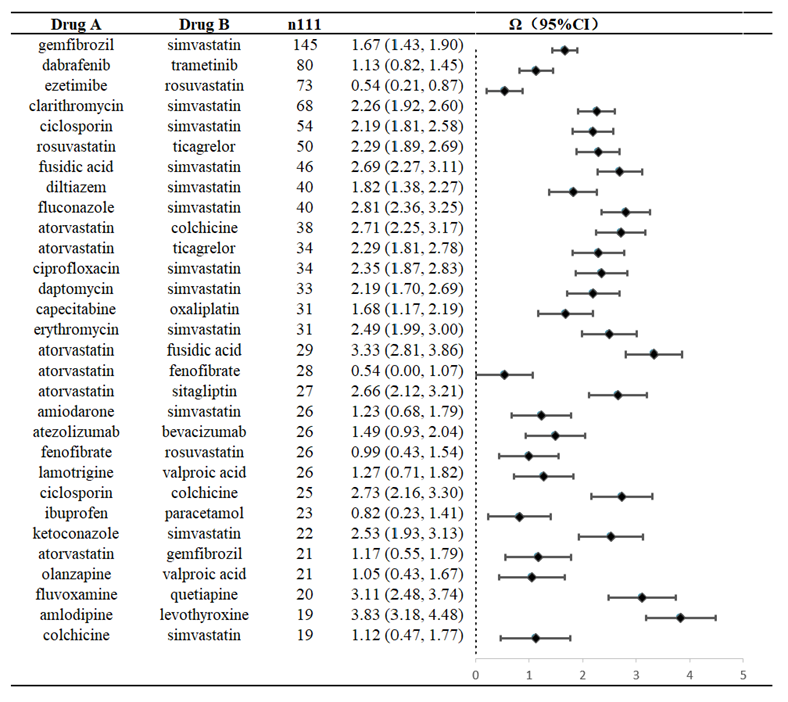 Drug A Drug B n111 Ω（95%CI）
gemfibrozil simvastatin 145 1.67 (1.43, 1.90)
dabrafenib trametinib 80 1.13 (0.82, 1.45)
ezetimibe rosuvastatin 73 0.54 (0.21, 0.87)
clarithromycin simvastatin 68 2.26 (1.92, 2.60)
ciclosporin simvastatin 54 2.19 (1.81, 2.58)
rosuvastatin ticagrelor 50 2.29 (1.89, 2.69)
fusidic acid simvastatin 46 2.69 (2.27, 3.11)
diltiazem simvastatin 40 1.82 (1.38, 2.27)
fluconazole simvastatin 40 2.81 (2.36, 3.25)
atorvastatin colchicine 38 2.71 (2.25, 3.17)
atorvastatin ticagrelor 34 2.29 (1.81, 2.78)
ciprofloxacin simvastatin 34 2.35 (1.87, 2.83)
daptomycin simvastatin 33 2.19 (1.70, 2.69)
capecitabine oxaliplatin 31 1.68 (1.17, 2.19)
erythromycin simvastatin 31 2.49 (1.99, 3.00)
atorvastatin fusidic acid 29 3.33 (2.81, 3.86)
atorvastatin fenofibrate 28 0.54 (0.00, 1.07)
atorvastatin sitagliptin 27 2.66 (2.12, 3.21)
amiodarone simvastatin 26 1.23 (0.68, 1.79)
atezolizumab bevacizumab 26 1.49 (0.93, 2.04)
fenofibrate rosuvastatin 26 0.99 (0.43, 1.54)
lamotrigine valproic acid 26 1.27 (0.71, 1.82)
ciclosporin colchicine 25 2.73 (2.16, 3.30)
ibuprofen paracetamol 23 0.82 (0.23, 1.41)
ketoconazole simvastatin 22 2.53 (1.93, 3.13)
atorvastatin gemfibrozil 21 1.17 (0.55, 1.79)
olanzapine valproic acid 21 1.05 (0.43, 1.67)
fluvoxamine quetiapine 20 3.11 (2.48, 3.74)
amlodipine levothyroxine 19 3.83 (3.18, 4.48)
colchicine simvastatin 19 1.12 (0.47, 1.77)
0 1 2 3 4 5